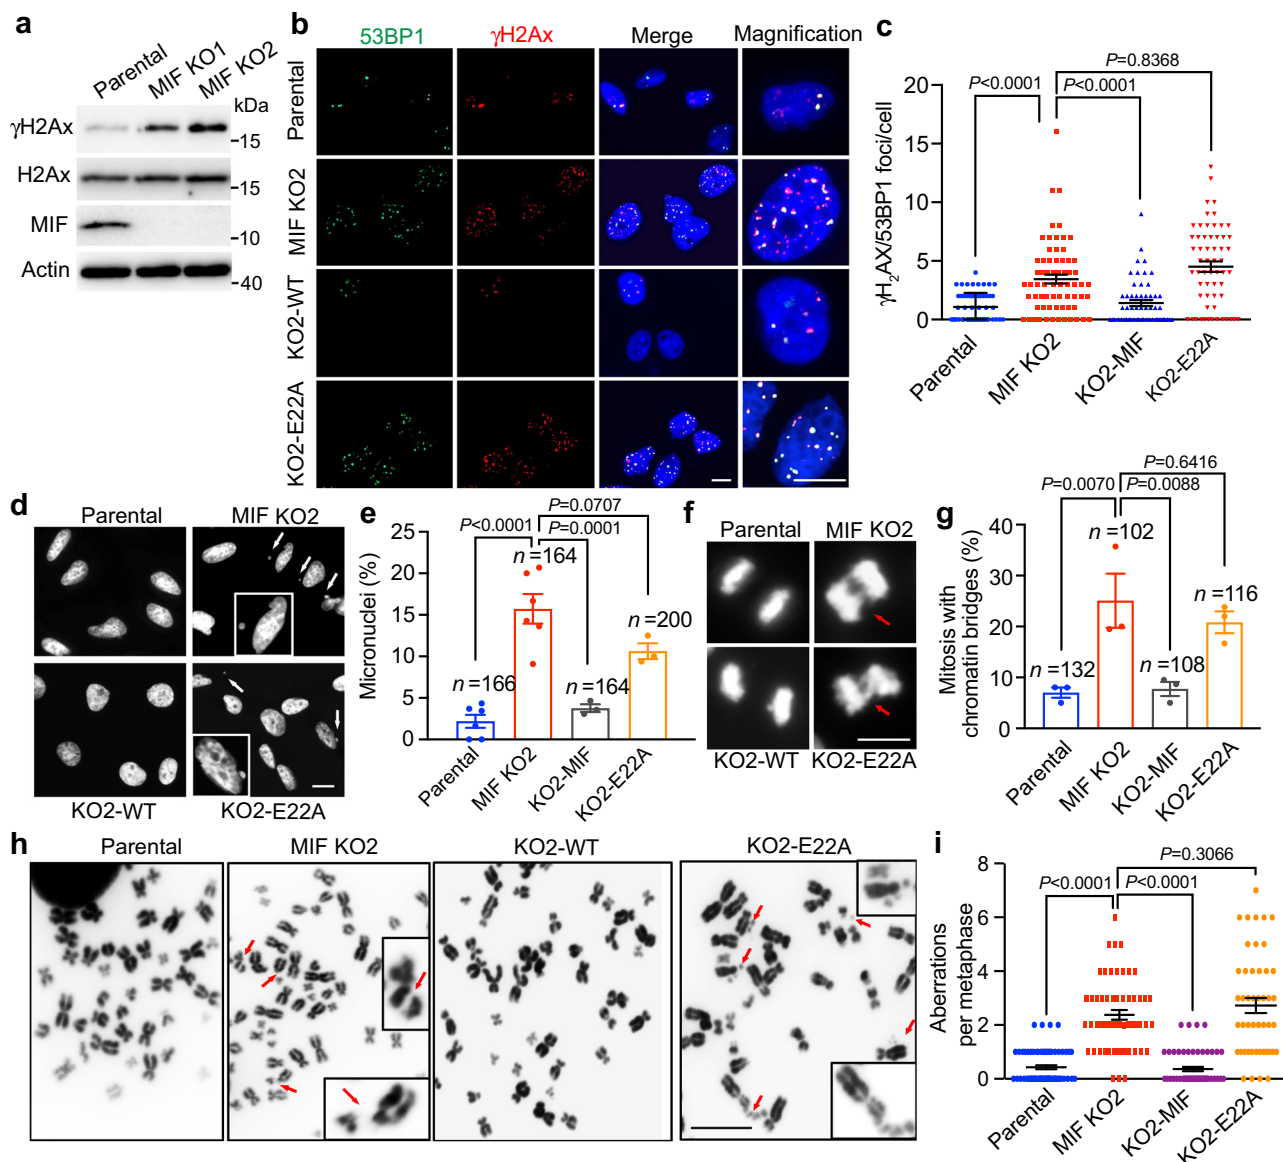 a
Parental
MIF KO1
MIF KO2
kDa
γH2Ax
-15
H2Ax
-15
MIF
-10
Actin
-40
b
53BP1
γH2Ax
Merge
Magnification
Parental
MIF KO2
KO2-WT
KO2-E22A
c
P=0.8368
P<0.0001
P<0.0001
γH2AX/53BP1 foci/cell
20
15
10
5
0
Parental
MIF KO2
KO2-MIF
KO2-E22A
d
Parental
MIF KO2
KO2-WT
KO2-E22A
e
P=0.0707
P<0.0001
P=0.0001
n=164
n=200
n=166
n=164
Micronuclei (%)
25
20
15
10
5
0
Parental
MIF KO2
KO2-MIF
KO2-E22A
f
Parental
MIF KO2
KO2-WT
KO2-E22A
g
P=0.6416
P=0.0070
P=0.0088
n=102
n=116
n=132
n=108
Mitosis with
chromatin bridges (%)
40
30
20
10
0
Parental
MIF KO2
KO2-MIF
KO2-E22A
h
Parental
MIF KO2
KO2-WT
KO2-E22A
i
P=0.3066
P<0.0001
P<0.0001
Aberrations
per metaphase
8
6
4
2
0
Parental
MIF KO2
KO2-MIF
KO2-E22A